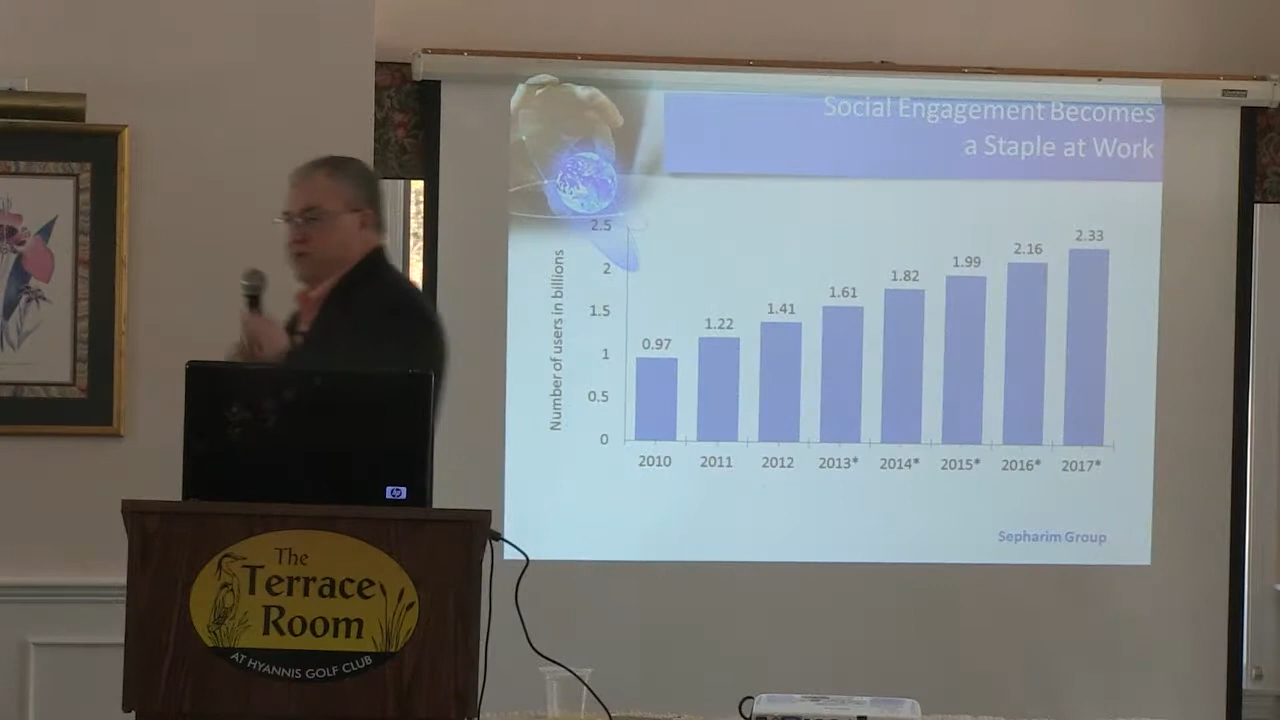 Social Engagement Becomes
a Staple at Work
Number of users in billions
2.5
2
1.5
1
0.5
0
0.97
1.22
1.41
1.61
1.82
1.99
2.16
2.33
2010
2011
2012
2013*
2014*
2015*
2016*
2017*
Sepharim Group
hp
The
Terrace
Room
AT HYANNIS GOLF CLUB